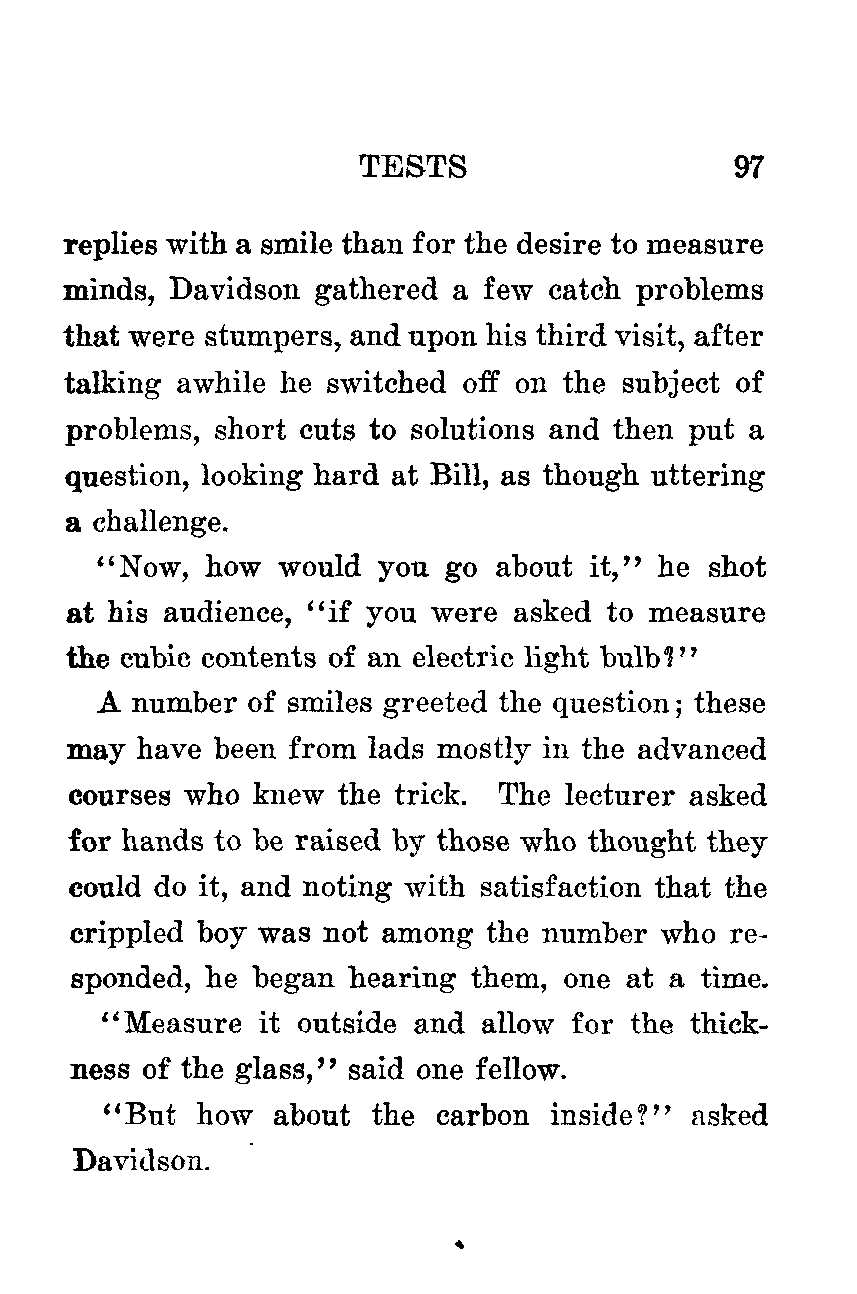 TESTS 97
replies with a smile than for the desire to measure
minds, Davidson gathered a few catch problems
that were stumpers, and upon his third visit, after
talking awhile he switched off on the subject of
problems, short cuts to solutions and then put a
question, looking hard at Bill, as though uttering
a challenge.
"Now, how would you go about it," he shot
at his audience, "if you were asked to measure
the cubic contents of an electric light bulb?"
A number of smiles greeted the question; these
may have been from lads mostly in the advanced
courses who knew the trick. The lecturer asked
for hands to be raised by those who thought they
could do it, and noting with satisfaction that the
crippled boy was not among the number who re-
sponded, he began hearing them, one at a time.
"Measure it outside and allow for the thick-
ness of the glass," said one fellow.
"But how about the carbon inside?" asked
Davidson.